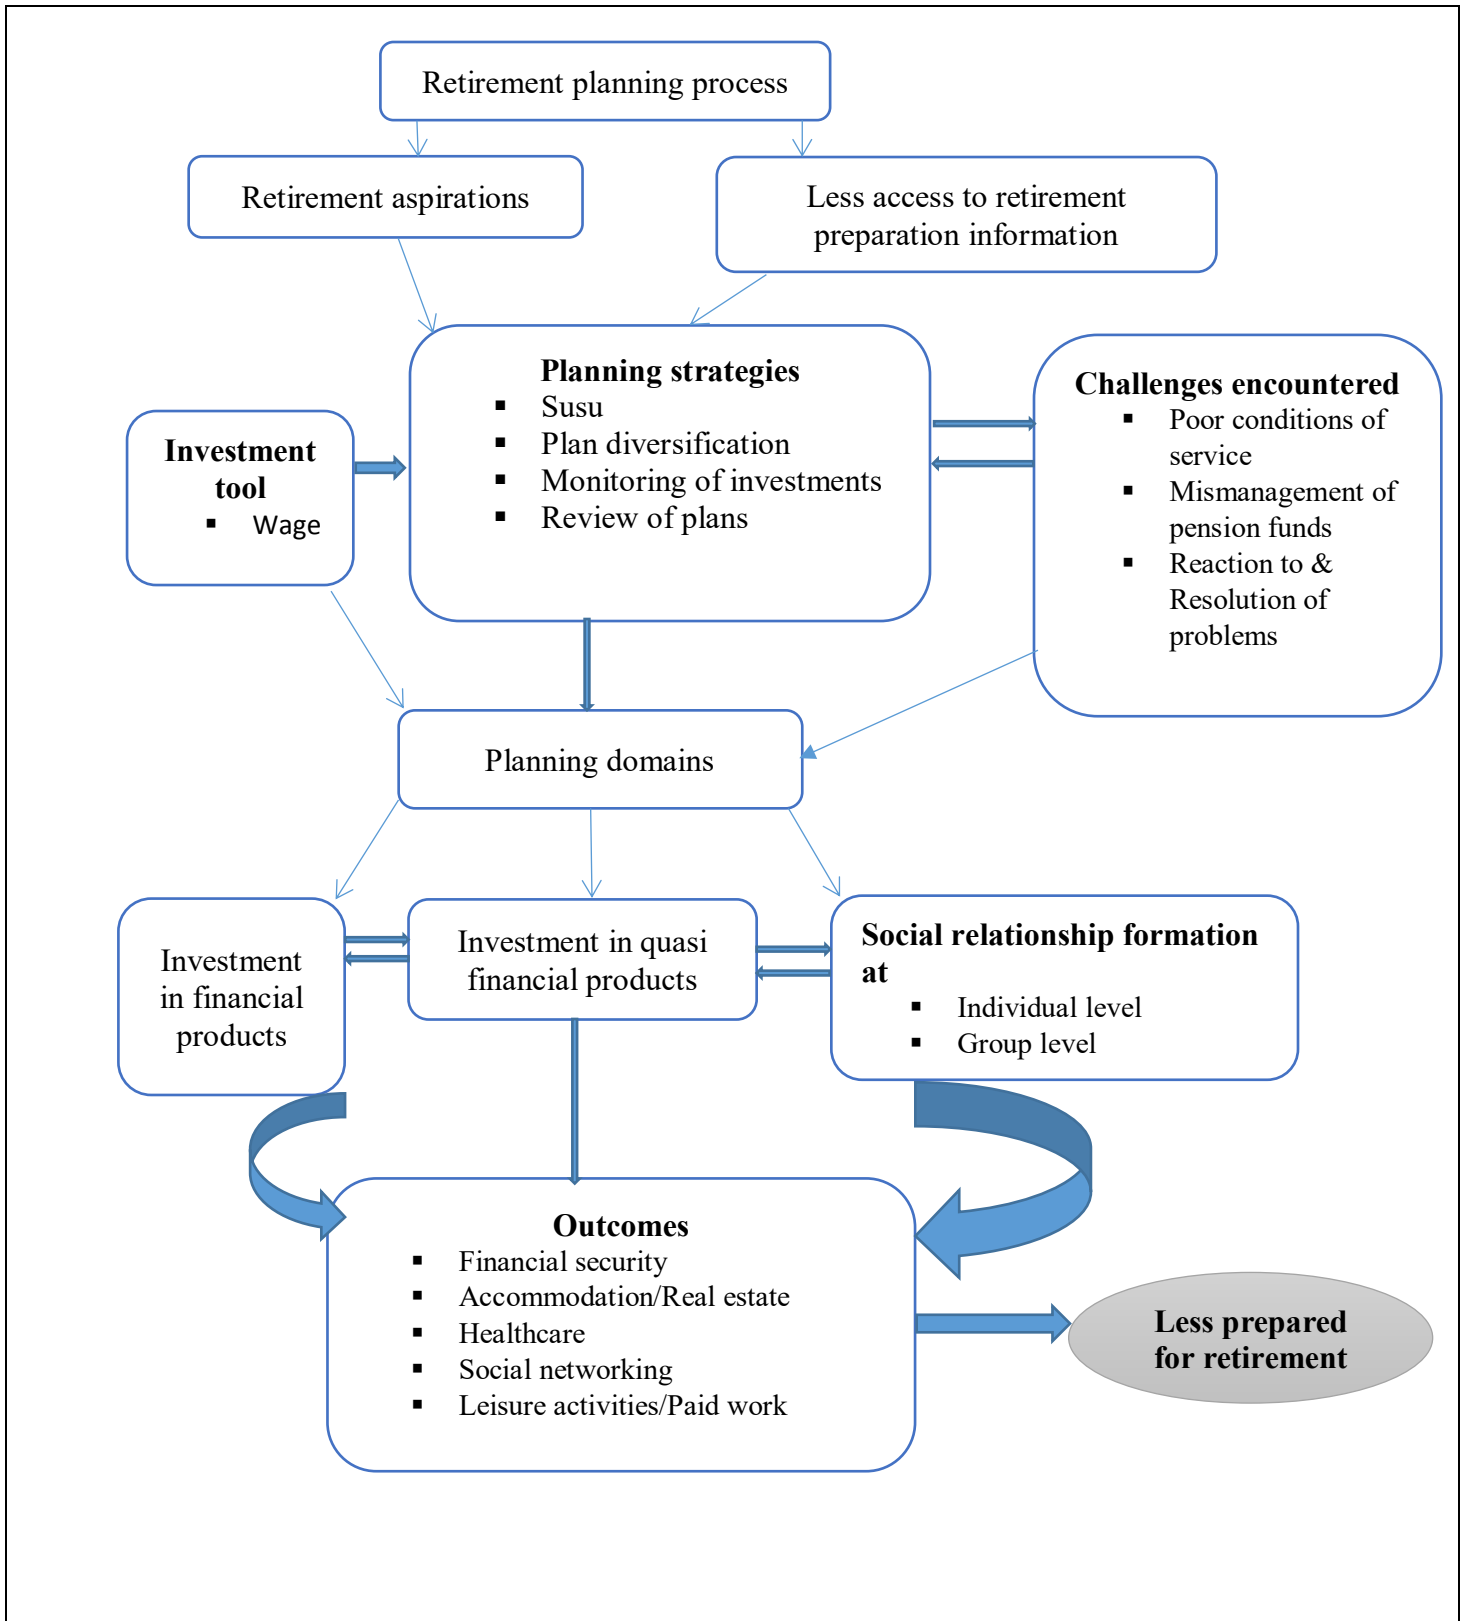 Retirement planning process
Retirement aspirations
Less access to retirement
preparation information
Planning strategies
▪ Susu
▪ Plan diversification
▪ Monitoring of investments
▪ Review of plans
Challenges encountered
▪ Poor conditions of
service
▪ Mismanagement of
pension funds
▪ Reaction to &
Resolution of
problems
Investment
tool
▪ Wage
Planning domains
Investment
in financial
products
Investment in quasi
financial products
Social relationship formation
at
▪ Individual level
▪ Group level
Outcomes
▪ Financial security
▪ Accommodation/Real estate
▪ Healthcare
▪ Social networking
▪ Leisure activities/Paid work
Less prepared
for retirement